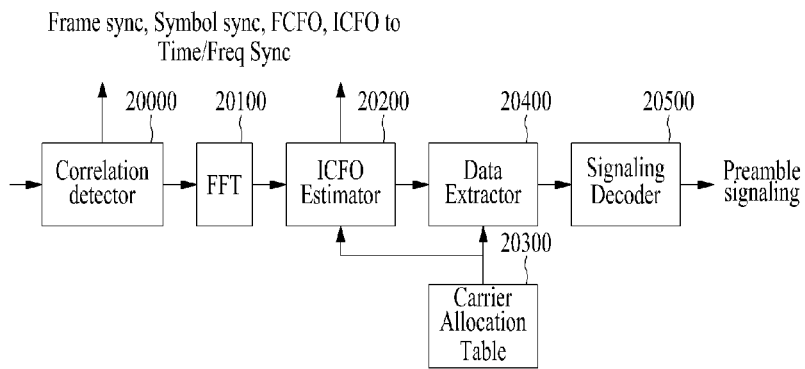 Frame sync, Symbol sync, FCFO, ICFO to
Time/Freq Sync
20000
20100
20200
20400
20500
Correlation
detector
FFT
ICFO
Estimator
Data
Extractor
Signaling
Decoder
Preamble
signaling
20300
Carrier
Allocation
Table